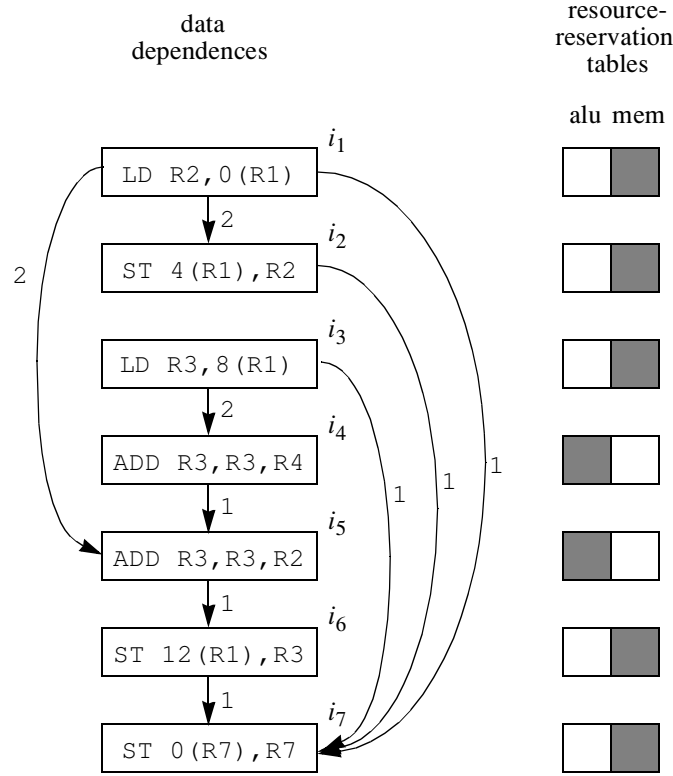 data
dependences
resource-
reservation
tables
alu mem
i1
LD R2,0(R1)
2
i2
2
ST 4(R1),R2
i3
LD R3,8(R1)
2
i4
ADD R3,R3,R4
1
1
1
1
i5
ADD R3,R3,R2
1
i6
ST 12(R1),R3
1
i7
ST 0(R7),R7